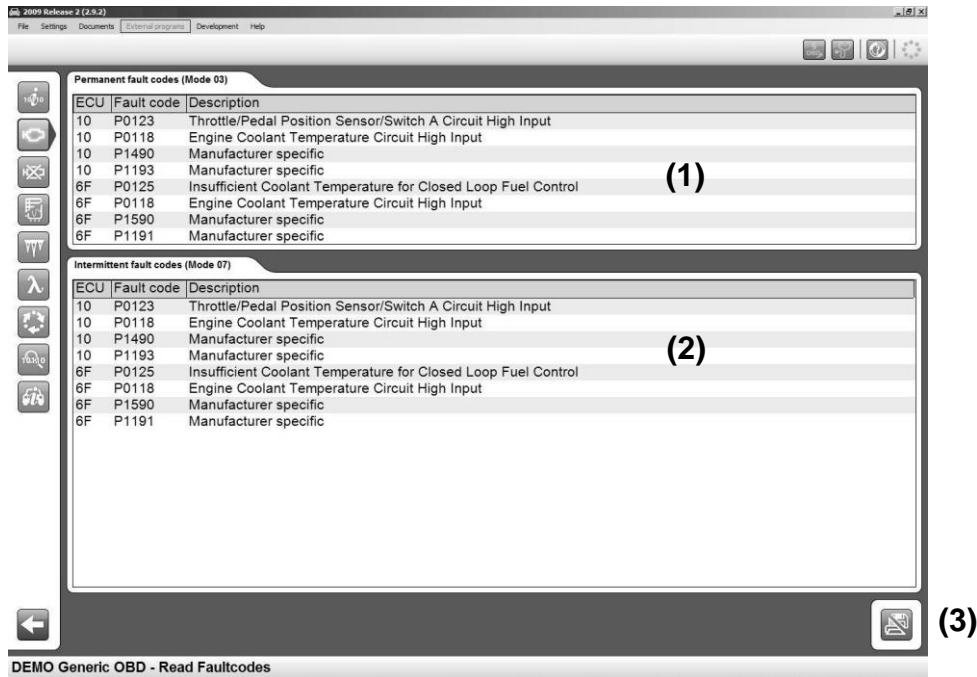 2009 Release 2 (2.9.2)
File Settings Documents External programs Development Help
Permanent fault codes (Mode 03)
ECU Fault code Description
10 P0123 Throttle/Pedal Position Sensor/Switch A Circuit High Input
10 P0118 Engine Coolant Temperature Circuit High Input
10 P1490 Manufacturer specific
10 P1193 Manufacturer specific
6F P0125 Insufficient Coolant Temperature for Closed Loop Fuel Control
6F P0118 Engine Coolant Temperature Circuit High Input
6F P1590 Manufacturer specific
6F P1191 Manufacturer specific
(1)
Intermittent fault codes (Mode 07)
ECU Fault code Description
10 P0123 Throttle/Pedal Position Sensor/Switch A Circuit High Input
10 P0118 Engine Coolant Temperature Circuit High Input
10 P1490 Manufacturer specific
10 P1193 Manufacturer specific
6F P0125 Insufficient Coolant Temperature for Closed Loop Fuel Control
6F P0118 Engine Coolant Temperature Circuit High Input
6F P1590 Manufacturer specific
6F P1191 Manufacturer specific
(2)
(3)
DEMO Generic OBD - Read Faultcodes